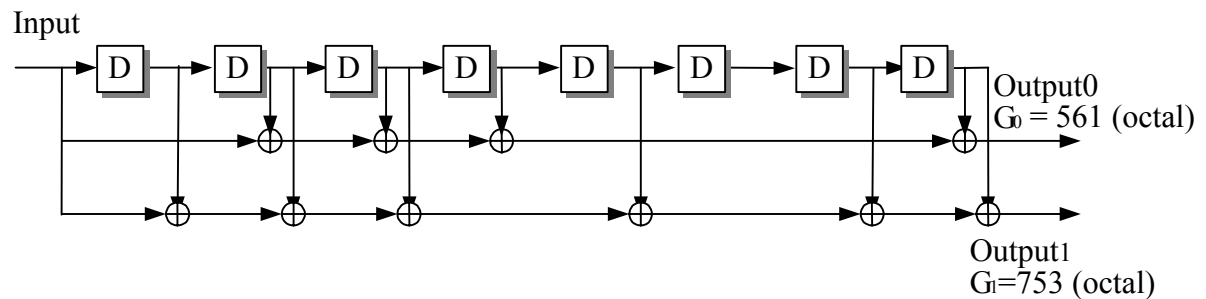 Input
D D D D D D D D
Output0
G0 = 561 (octal)
Output1
G1=753 (octal)